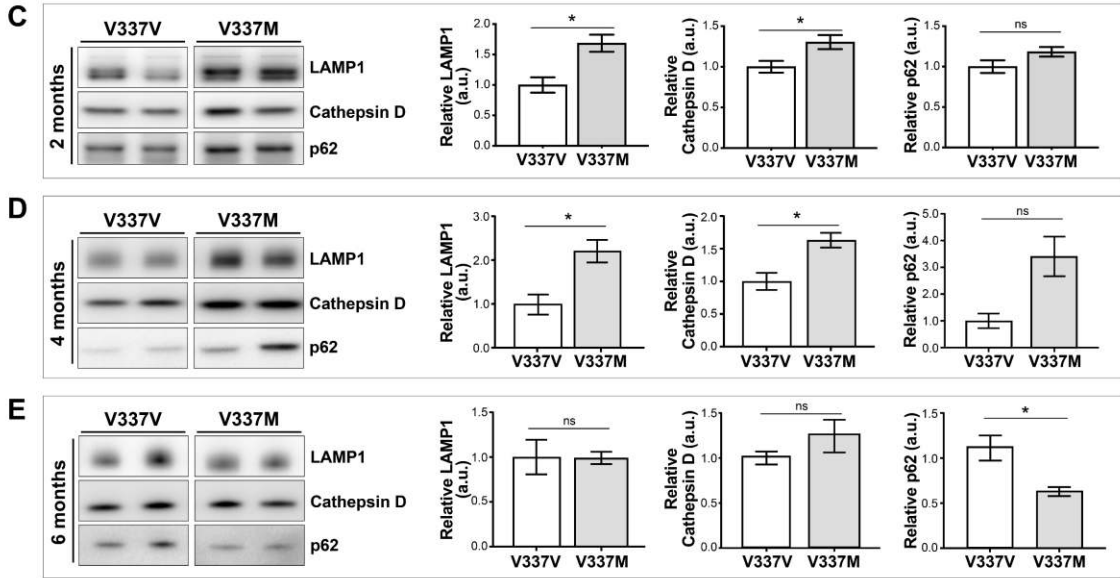 C
V337V V337M
2 months
LAMP1
Cathepsin D
p62
Relative LAMP1
(a.u.)
2.0
1.5
1.0
0.5
0.0
*
V337V V337M
Relative
Cathepsin D (a.u.)
1.5
1.0
0.5
0.0
*
V337V V337M
Relative p62 (a.u.)
1.5
1.0
0.5
0.0
ns
V337V V337M
D
V337V V337M
4 months
LAMP1
Cathepsin D
p62
Relative LAMP1
(a.u.)
3.0
2.0
1.0
0.0
*
V337V V337M
Relative
Cathepsin D (a.u.)
2.0
1.5
1.0
0.5
0.0
*
V337V V337M
Relative p62 (a.u.)
5.0
4.0
3.0
2.0
1.0
0.0
ns
V337V V337M
E
V337V V337M
6 months
LAMP1
Cathepsin D
p62
Relative LAMP1
(a.u.)
1.5
1.0
0.5
0.0
ns
V337V V337M
Relative
Cathepsin D (a.u.)
1.5
1.0
0.5
0.0
ns
V337V V337M
Relative p62 (a.u.)
1.5
1.0
0.5
0.0
*
V337V V337M